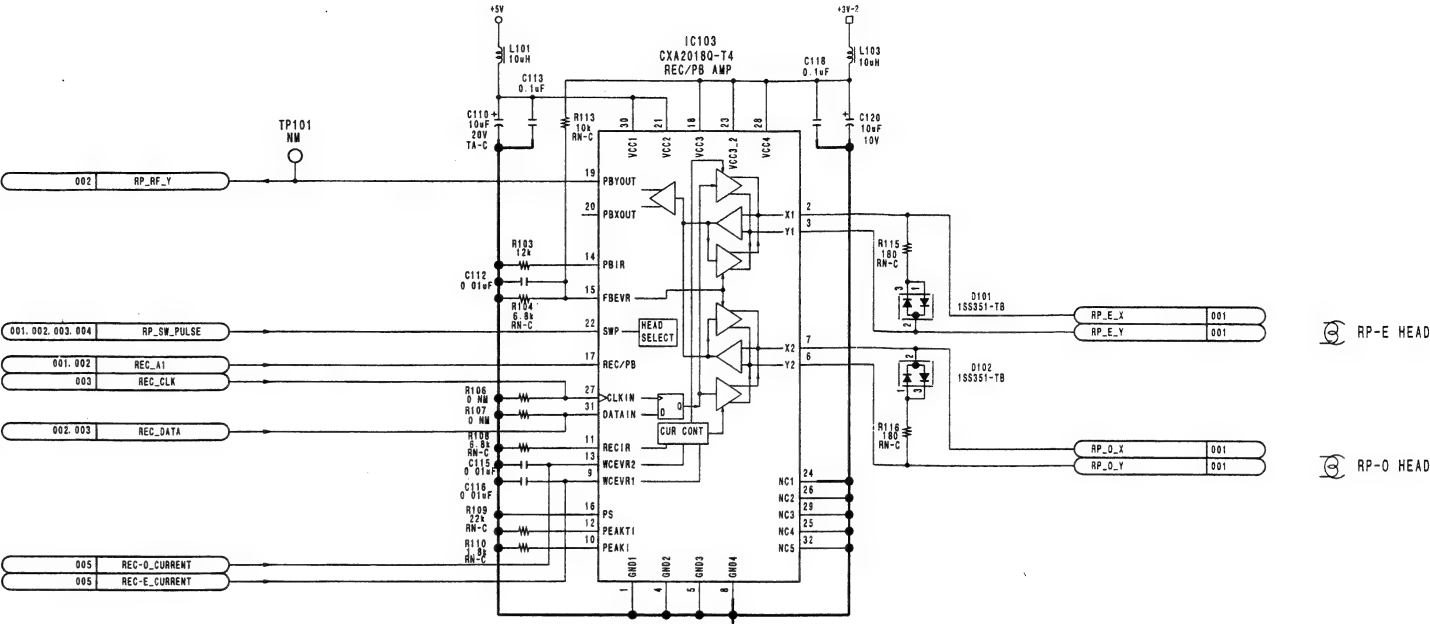 +5V
+3V-2
L101
10uH
IC103
CXA2018Q-T4
REC/PB AMP
L103
10uH
C113
0.1uF
C118
0.1uF
C110
10uF
20V
TA-C
R113
10k
RN-C
C120
10uF
10V
30
21
18
23
28
VCC1
VCC2
VCC3
VCC3_2
VCC4
TP101
NM
002 RP_RF_Y
19 PBYOUT
20 PBXOUT
X1 2
Y1 3
R103
12k
14 PBIR
C112
0 01uF
15 FBEVR
R104
6.8k
RN-C
R115
180
RN-C
3
1
2
D101
1SS351-TB
001.002.003.004 RP_SW_PULSE
22 SWP
HEAD
SELECT
RP_E_X 001
RP_E_Y 001
RP-E HEAD
001.002 REC_A1
17 REC/PB
003 REC_CLK
X2 7
Y2 6
2
1
3
D102
1SS351-TB
R106
0 NM
27 CLKIN
R107
0 NM
31 DATAIN
D
Q
002.003 REC_DATA
CUR CONT
R108
6.8k
RN-C
11 RECIR
C115
0 01uF
13 WCEVR2
C116
0 01uF
9 WCEVR1
R116
180
RN-C
RP_O_X 001
RP_O_Y 001
RP-O HEAD
R109
22k
RN-C
16 PS
12 PEAKTI
R110
1.8k
RN-C
10 PEAKI
NC1 24
NC2 26
NC3 29
NC4 25
NC5 32
005 REC-O_CURRENT
005 REC-E_CURRENT
GND1
GND2
GND3
GND4
1
4
5
8